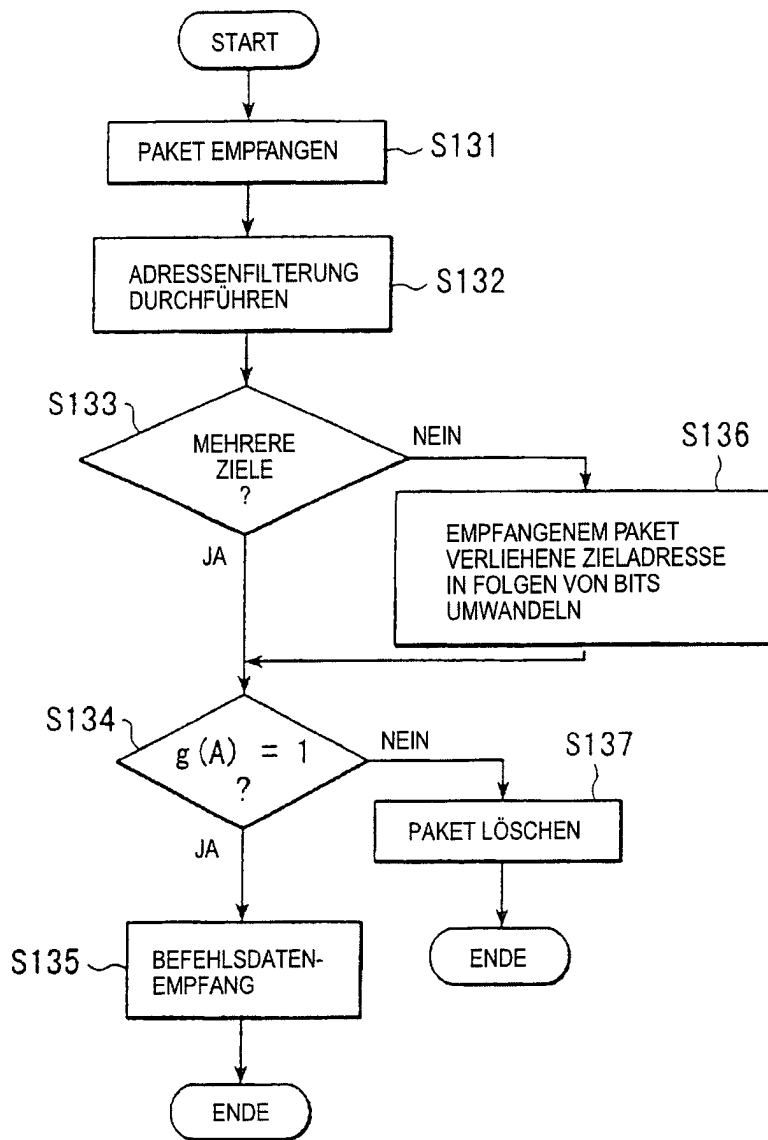 START
PAKET EMPFANGEN
S131
ADRESSENFILTERUNG
DURCHFÜHREN
S132
S133
MEHRERE
ZIELE
?
NEIN
JA
S136
EMPFANGENEM PAKET
VERLIEHENE ZIELADRESSE
IN FOLGEN VON BITS
UMWANDELN
S134
g(A) = 1
?
NEIN
JA
S137
PAKET LÖSCHEN
ENDE
S135
BEFEHLSDATEN-
EMPFANG
ENDE